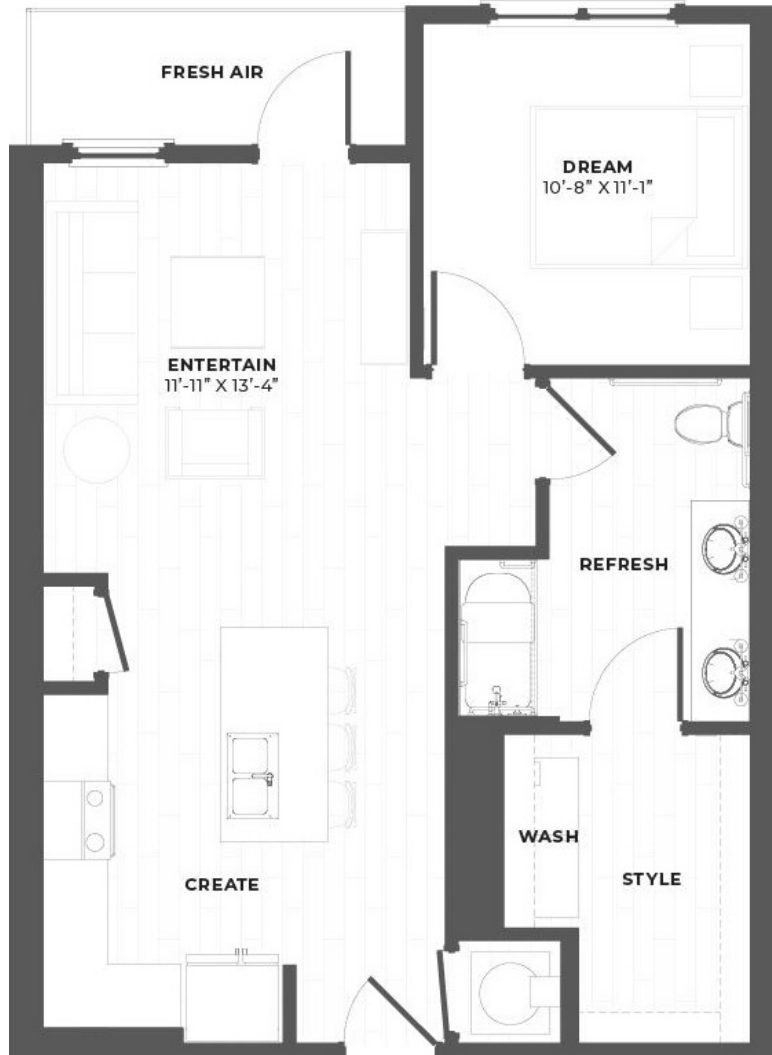 FRESH AIR
DREAM
10’-8” X 11’-1”
ENTERTAIN
11’-11” X 13’-4”
REFRESH
WASH
STYLE
CREATE